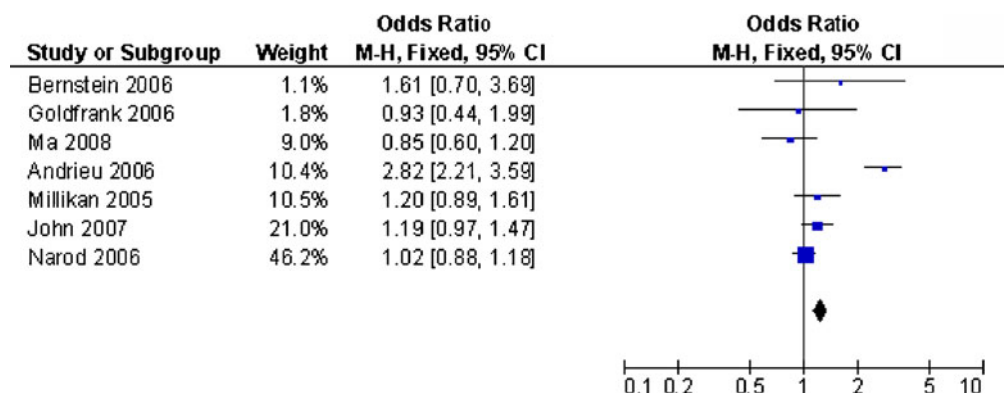 Odds Ratio Odds Ratio
Study or Subgroup Weight M-H, Fixed, 95% CI M-H, Fixed, 95% CI
Bernstein 2006 1.1% 1.61 [0.70, 3.69]
Goldfrank 2006 1.8% 0.93 [0.44, 1.99]
Ma 2008 9.0% 0.85 [0.60, 1.20]
Andrieu 2006 10.4% 2.82 [2.21, 3.59]
Millikan 2005 10.5% 1.20 [0.89, 1.61]
John 2007 21.0% 1.19 [0.97, 1.47]
Narod 2006 46.2% 1.02 [0.88, 1.18]
0.1 0.2 0.5 1 2 5 10